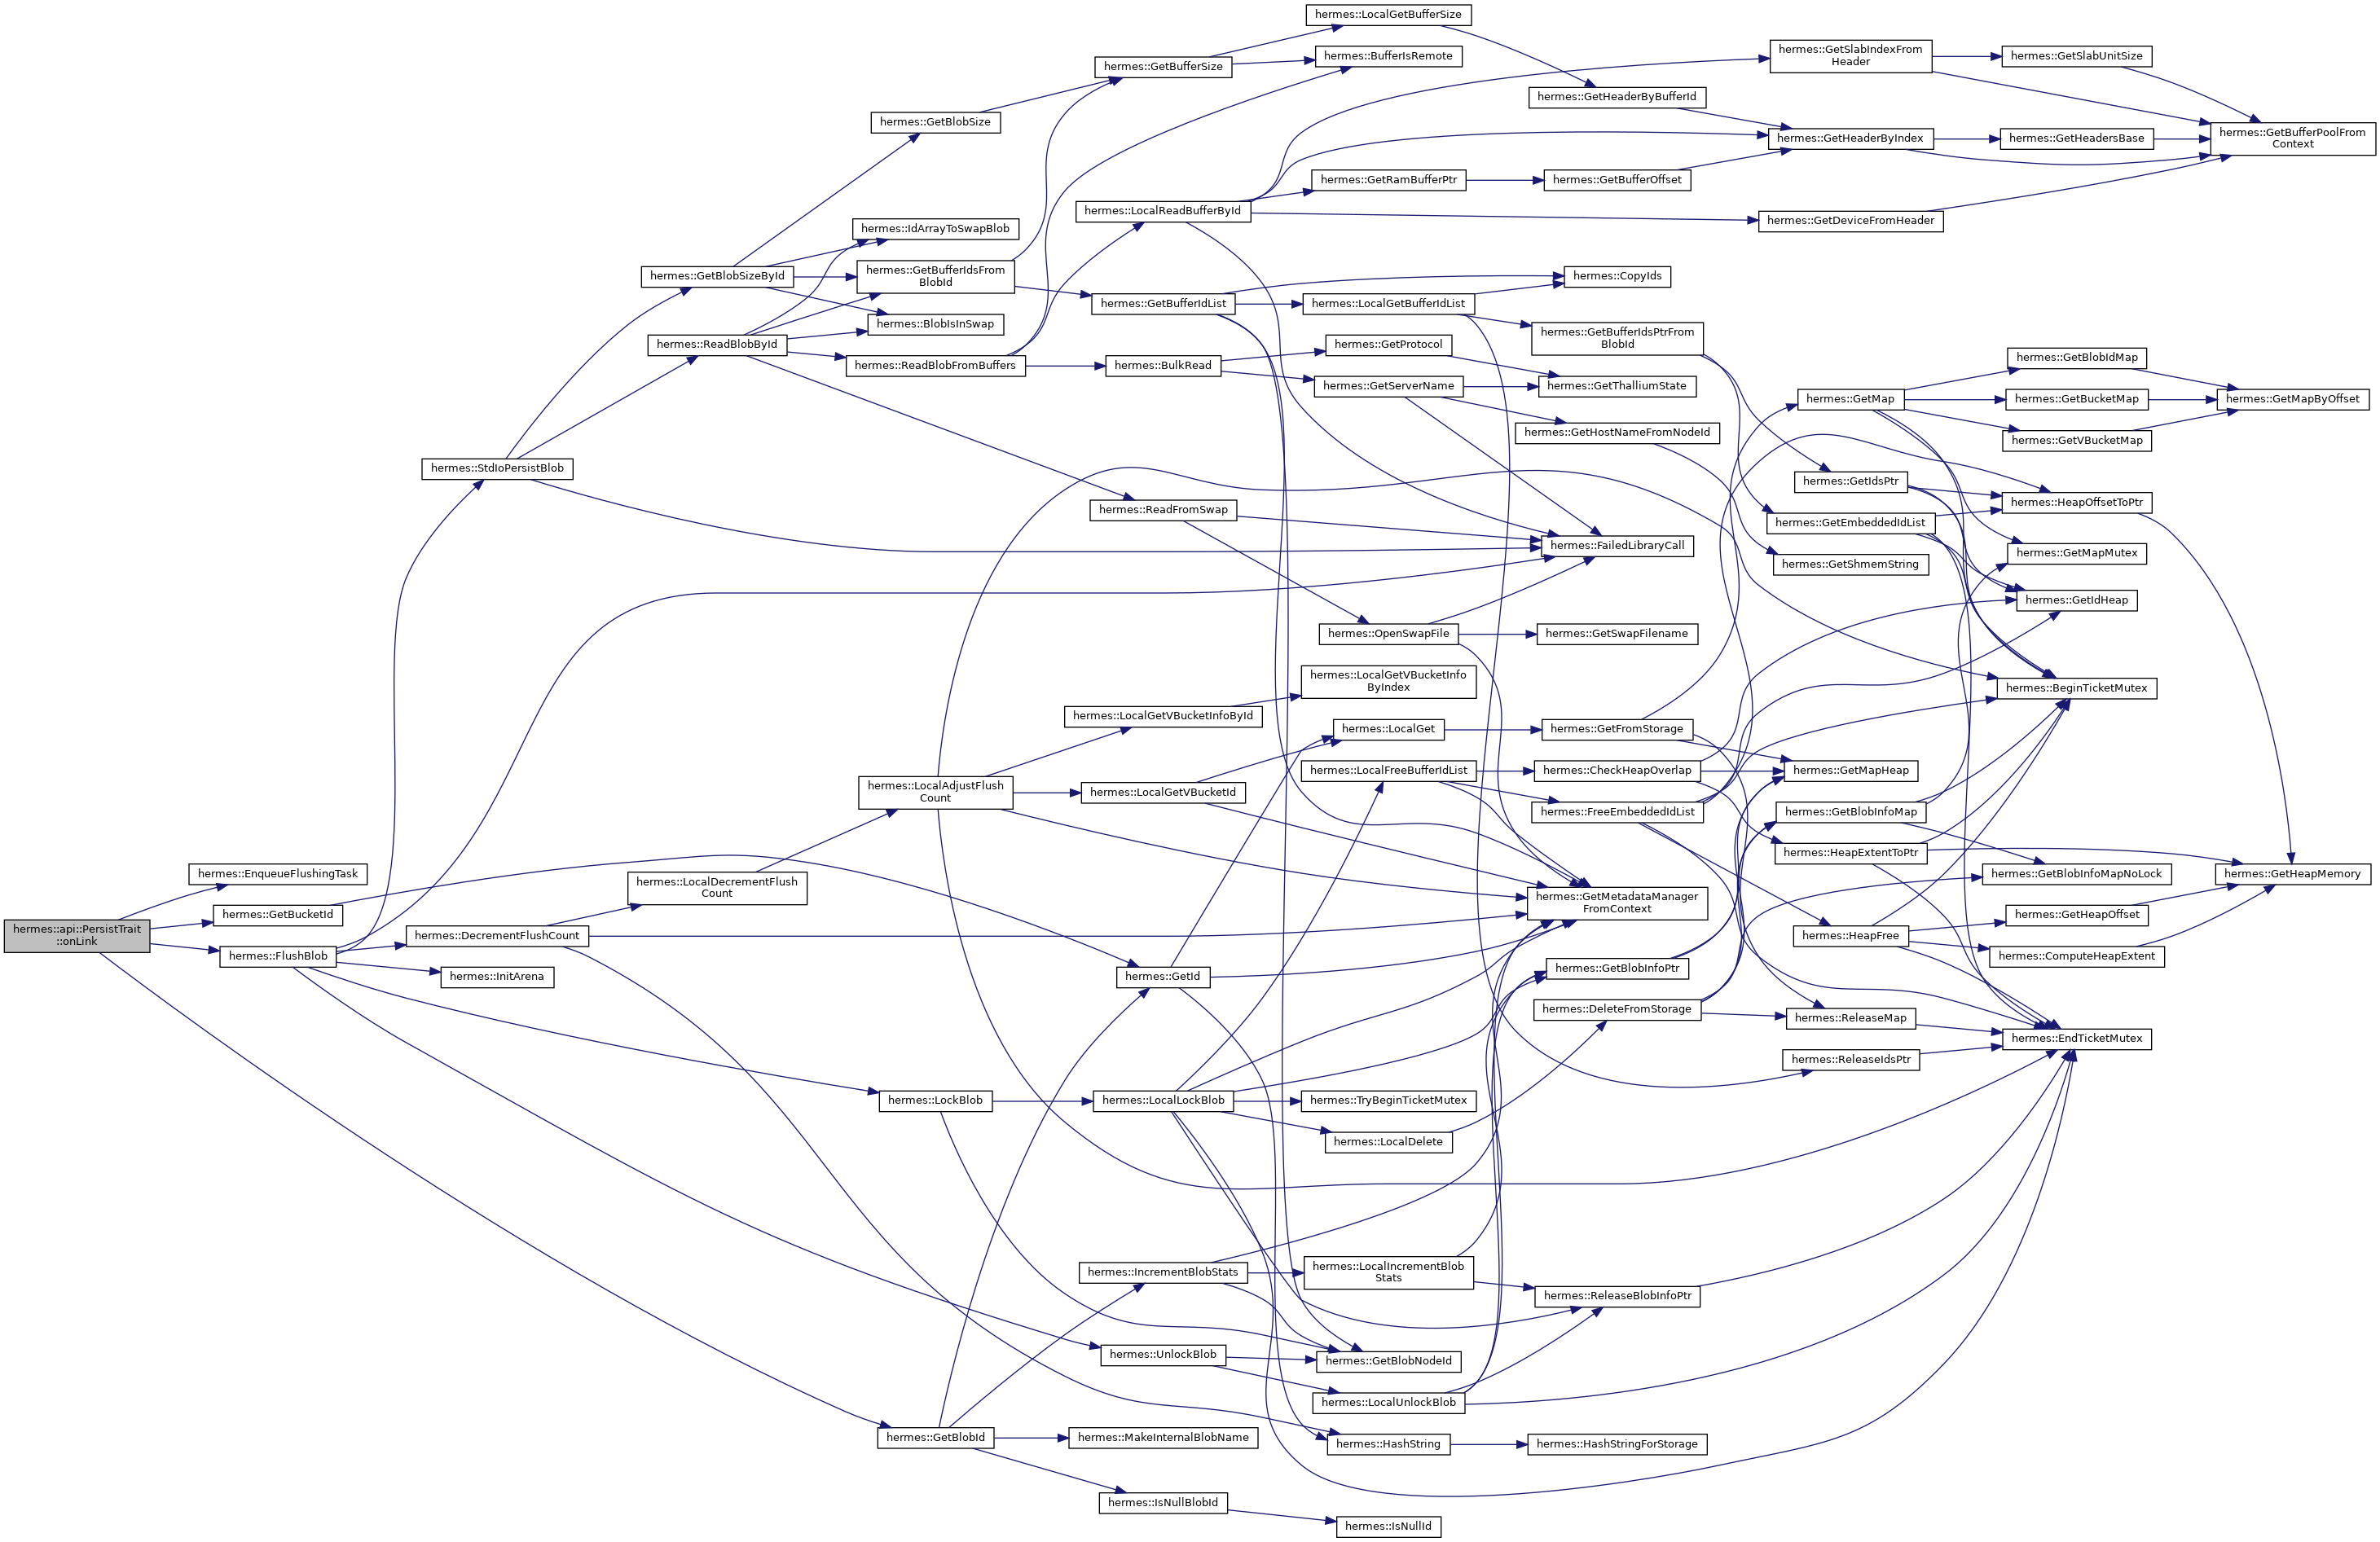 hermes::api::PersistTrait
::onLink
hermes::EnqueueFlushingTask
hermes::GetBucketId
hermes::FlushBlob
hermes::StdIoPersistBlob
hermes::DecrementFlushCount
hermes::InitArena
hermes::GetBlobSizeById
hermes::ReadBlobById
hermes::LocalDecrementFlush
Count
hermes::GetBlobSize
hermes::IdArrayToSwapBlob
hermes::GetBufferIdsFrom
BlobId
hermes::BlobIsInSwap
hermes::ReadBlobFromBuffers
hermes::LocalAdjustFlush
Count
hermes::LockBlob
hermes::GetBlobId
hermes::GetBufferSize
hermes::LocalReadBufferById
hermes::GetBufferIdList
hermes::BulkRead
hermes::ReadFromSwap
hermes::LocalGetVBucketInfoById
hermes::LocalGetVBucketId
hermes::GetId
hermes::LocalLockBlob
hermes::IncrementBlobStats
hermes::UnlockBlob
hermes::MakeInternalBlobName
hermes::IsNullBlobId
hermes::LocalGetBufferSize
hermes::BufferIsRemote
hermes::GetRamBufferPtr
hermes::LocalGetBufferIdList
hermes::GetProtocol
hermes::GetServerName
hermes::OpenSwapFile
hermes::LocalGetVBucketInfo
ByIndex
hermes::LocalGet
hermes::LocalFreeBufferIdList
hermes::TryBeginTicketMutex
hermes::LocalDelete
hermes::LocalIncrementBlob
Stats
hermes::GetBlobNodeId
hermes::LocalUnlockBlob
hermes::HashString
hermes::IsNullId
hermes::GetHeaderByBufferId
hermes::GetBufferOffset
hermes::CopyIds
hermes::GetBufferIdsPtrFrom
BlobId
hermes::GetThalliumState
hermes::GetHostNameFromNodeId
hermes::FailedLibraryCall
hermes::GetSwapFilename
hermes::GetFromStorage
hermes::CheckHeapOverlap
hermes::FreeEmbeddedIdList
hermes::GetMetadataManager
FromContext
hermes::GetBlobInfoPtr
hermes::DeleteFromStorage
hermes::ReleaseBlobInfoPtr
hermes::HashStringForStorage
hermes::GetSlabIndexFrom
Header
hermes::GetHeaderByIndex
hermes::GetDeviceFromHeader
hermes::GetMap
hermes::GetIdsPtr
hermes::GetEmbeddedIdList
hermes::GetShmemString
hermes::GetMapHeap
hermes::GetBlobInfoMap
hermes::HeapExtentToPtr
hermes::HeapFree
hermes::ReleaseMap
hermes::ReleaseIdsPtr
hermes::GetSlabUnitSize
hermes::GetHeadersBase
hermes::GetBlobIdMap
hermes::GetBucketMap
hermes::GetVBucketMap
hermes::HeapOffsetToPtr
hermes::GetMapMutex
hermes::GetIdHeap
hermes::BeginTicketMutex
hermes::GetBlobInfoMapNoLock
hermes::GetHeapOffset
hermes::ComputeHeapExtent
hermes::EndTicketMutex
hermes::GetBufferPoolFrom
Context
hermes::GetMapByOffset
hermes::GetHeapMemory